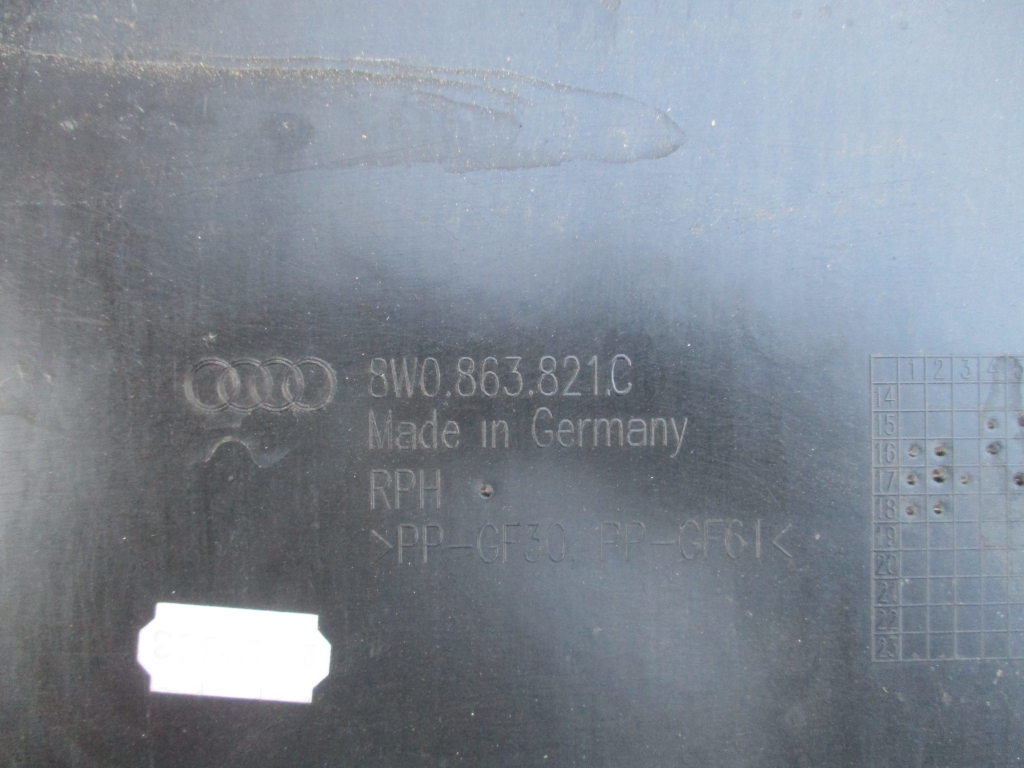 8W0.863.821.C
Made in Germany
RPH
>PP-GF30, PP-GF61<
1 2 3 4
14
15
16
17
18
19
20
21
22
23